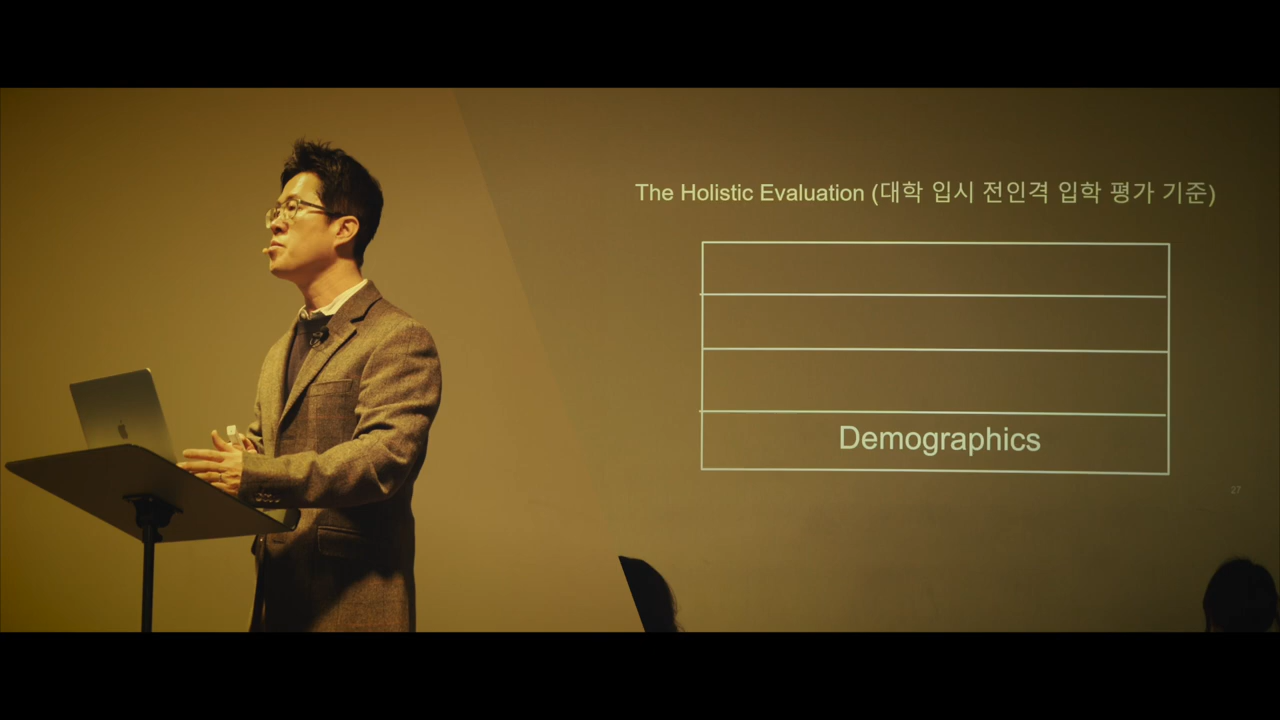 The Holistic Evaluation (대학 입시 전인격 입학 평가 기준)
Demographics
27